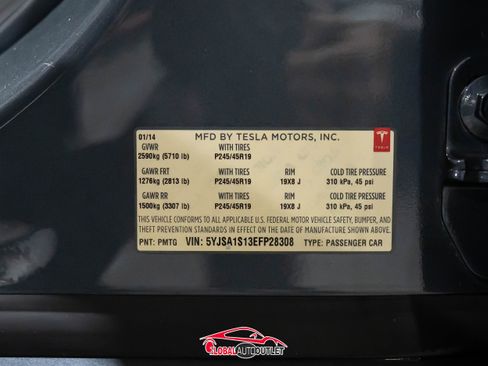 01/14 MFD BY TESLA MOTORS, INC.
GVWR WITH TIRES
2590kg (5710 lb) P245/45R19
TESLA
GAWR FRT WITH TIRES RIM COLD TIRE PRESSURE
1276kg (2813 lb) P245/45R19 19X8 J 310 kPa, 45 psi
GAWR RR WITH TIRES RIM COLD TIRE PRESSURE
1500kg (3307 lb) P245/45R19 19X8 J 310 kPa, 45 psi
THIS VEHICLE CONFORMS TO ALL APPLICABLE U.S. FEDERAL MOTOR VEHICLE SAFETY, BUMPER, AND
THEFT PREVENTION STANDARDS IN EFFECT ON THE DATE OF MANUFACTURE SHOWN ABOVE.
PNT: PMTG VIN: 5YJSA1S13EFP28308 TYPE: PASSENGER CAR
GLOBAL AUTO OUTLET